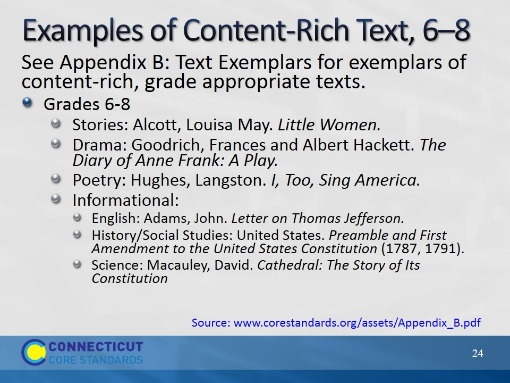 Examples of Content-Rich Text, 6–8
See Appendix B: Text Exemplars for exemplars of
content-rich, grade appropriate texts.
Grades 6-8
Stories: Alcott, Louisa May. Little Women.
Drama: Goodrich, Frances and Albert Hackett. The
Diary of Anne Frank: A Play.
Poetry: Hughes, Langston. I, Too, Sing America.
Informational:
English: Adams, John. Letter on Thomas Jefferson.
History/Social Studies: United States. Preamble and First
Amendment to the United States Constitution (1787, 1791).
Science: Macauley, David. Cathedral: The Story of Its
Constitution
Source: www.corestandards.org/assets/Appendix_B.pdf
CONNECTICUT
CORE STANDARDS
24